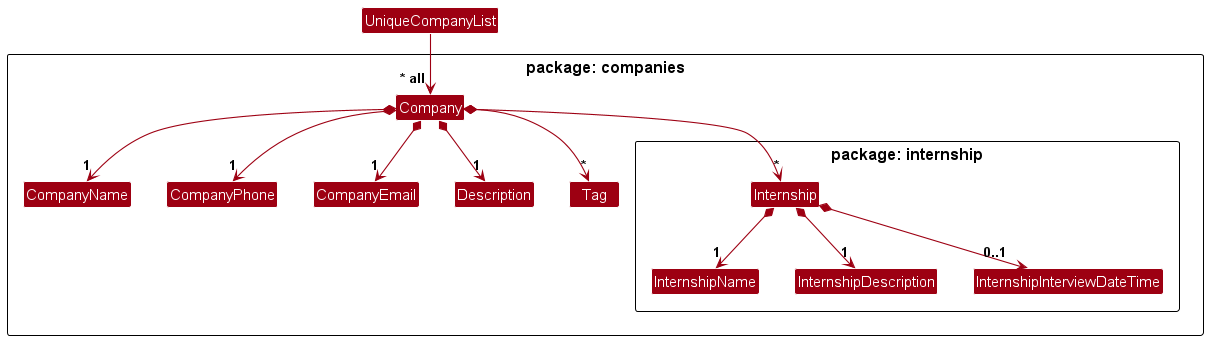 UniqueCompanyList
package: companies
* all
Company
1
1
1
1
*
*
package: internship
CompanyName
CompanyPhone
CompanyEmail
Description
Tag
Internship
1
1
0..1
InternshipName
InternshipDescription
InternshipInterviewDateTime